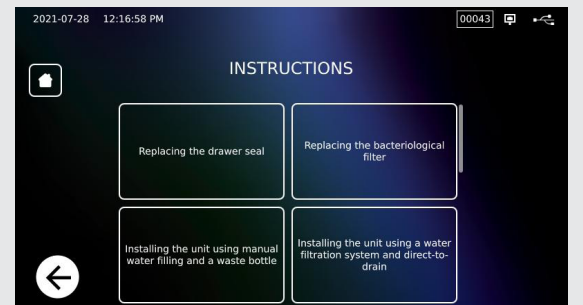 2021-07-28 12:16:58 PM 00043
INSTRUCTIONS
Replacing the drawer seal
Replacing the bacteriological
filter
Installing the unit using manual
water filling and a waste bottle
Installing the unit using a water
filtration system and direct-to-
drain